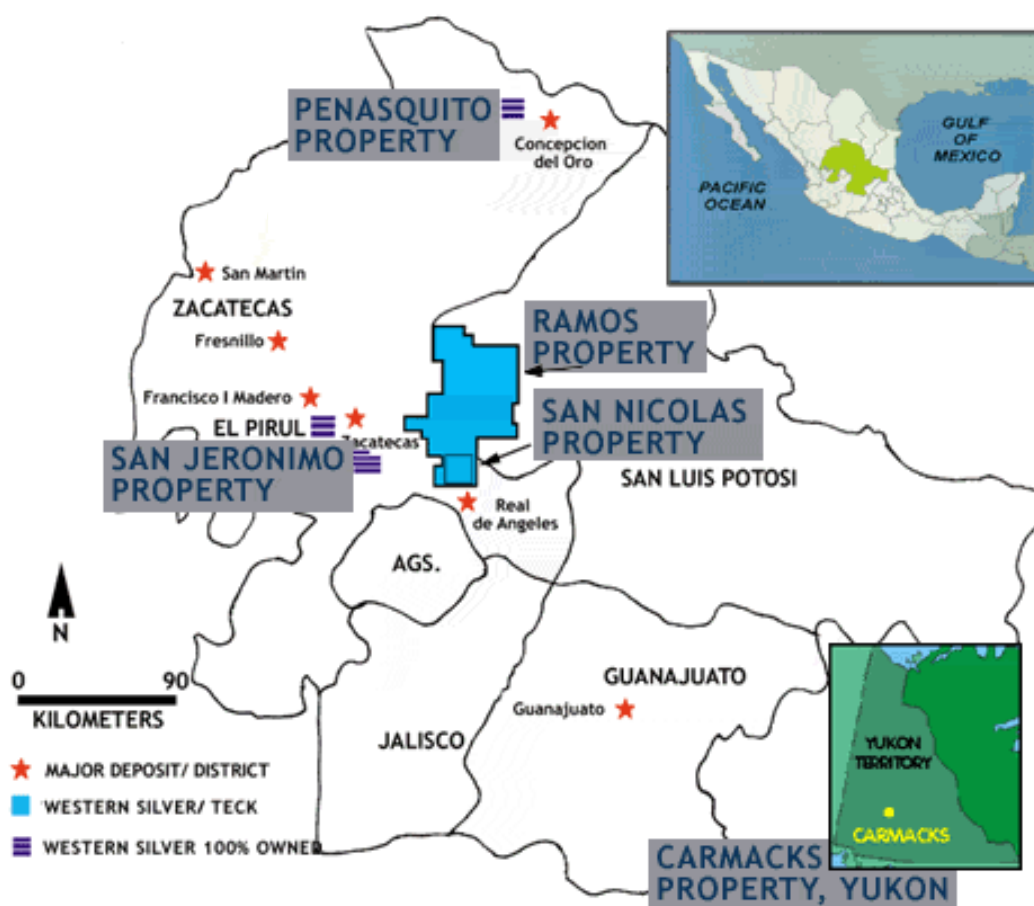 PENASQUITO
PROPERTY
Concepcion
del Oro
GULF
OF
MEXICO
PACIFIC
OCEAN
San Martin
ZACATECAS
Fresnillo
RAMOS
PROPERTY
Francisco I Madero
EL PIRUL
Zacatecas
SAN NICOLAS
PROPERTY
SAN JERONIMO
PROPERTY
SAN LUIS POTOSI
Real
de Angeles
AGS.
N
0 90
KILOMETERS
GUANAJUATO
Guanajuato
JALISCO
YUKON
TERRITORY
CARMACKS
MAJOR DEPOSIT/ DISTRICT
WESTERN SILVER/ TECK
WESTERN SILVER 100% OWNED
CARMACKS
PROPERTY, YUKON